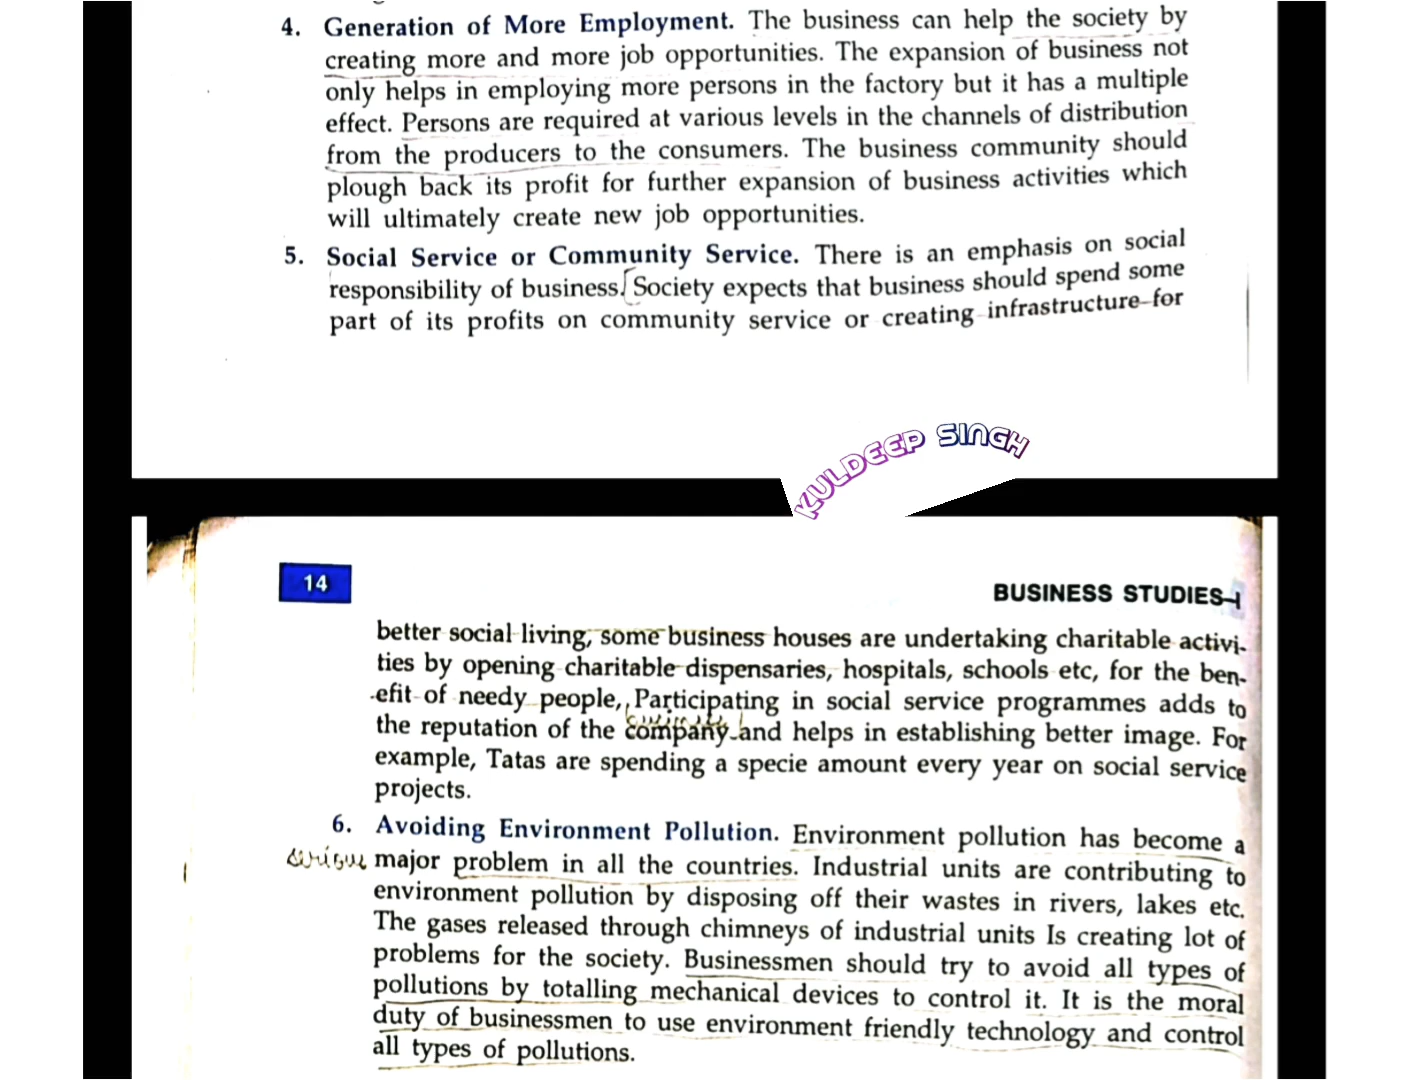 4. Generation of More Employment. The business can help the society by
creating more and more job opportunities. The expansion of business not
only helps in employing more persons in the factory but it has a multiple
effect. Persons are required at various levels in the channels of distribution
from the producers to the consumers. The business community should
plough back its profit for further expansion of business activities which
will ultimately create new job opportunities.
5. Social Service or Community Service. There is an emphasis on social
responsibility of business. Society expects that business should spend some
part of its profits on community service or creating infrastructure for
KULDEEP SINGH
14
BUSINESS STUDIES-I
better social living, some business houses are undertaking charitable activi-
ties by opening charitable dispensaries, hospitals, schools etc, for the ben-
efit of needy people, Participating in social service programmes adds to
business
the reputation of the company and helps in establishing better image. For
example, Tatas are spending a specie amount every year on social service
projects.
6. Avoiding Environment Pollution. Environment pollution has become a
serious major problem in all the countries. Industrial units are contributing to
environment pollution by disposing off their wastes in rivers, lakes etc.
The gases released through chimneys of industrial units Is creating lot of
problems for the society. Businessmen should try to avoid all types of
pollutions by totalling mechanical devices to control it. It is the moral
duty of businessmen to use environment friendly technology and control
all types of pollutions.